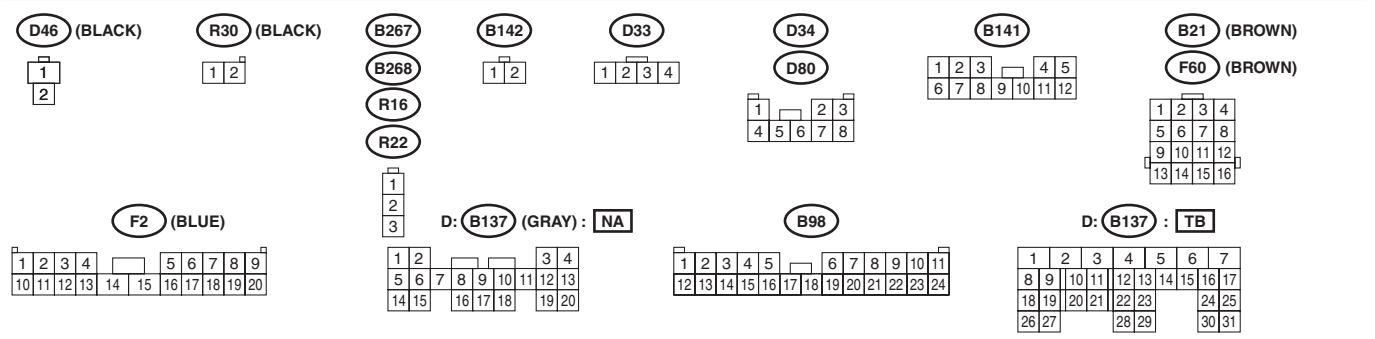 D46 (BLACK)
1
2
R30 (BLACK)
1 2
B267
B268
R16
R22
1
2
3
B142
1 2
D33
1 2 3 4
D34
D80
1 2 3
4 5 6 7 8
B141
1 2 3 4 5
6 7 8 9 10 11 12
B21 (BROWN)
F60 (BROWN)
1 2 3 4
5 6 7 8
9 10 11 12
13 14 15 16
F2 (BLUE)
1 2 3 4 5 6 7 8 9
10 11 12 13 14 15 16 17 18 19 20
D: B137 (GRAY) : NA
1 2 3 4
5 6 7 8 9 10 11 12 13
14 15 16 17 18 19 20
B98
1 2 3 4 5 6 7 8 9 10 11
12 13 14 15 16 17 18 19 20 21 22 23 24
D: B137 : TB
1 2 3 4 5 6 7
8 9 10 11 12 13 14 15 16 17
18 19 20 21 22 23 24 25
26 27 28 29 30 31